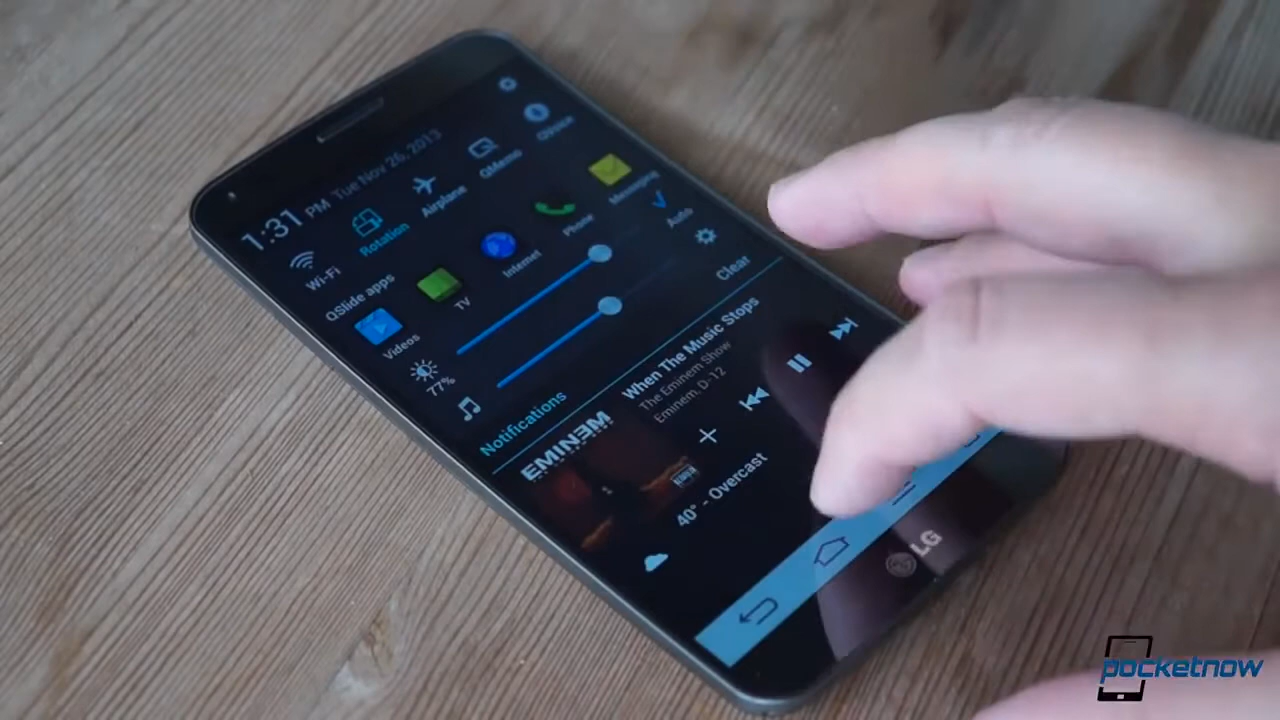 1:31 PM Tue Nov 26, 2013
Wi-Fi
Rotation
Airplane
QMemo
QVoice
QSlide apps
Videos
TV
Internet
Phone
Messaging
77%
Auto
Notifications
Clear
EMINEM
When The Music Stops
The Eminem Show
Eminem, D-12
40° - Overcast
LG
pocketnow